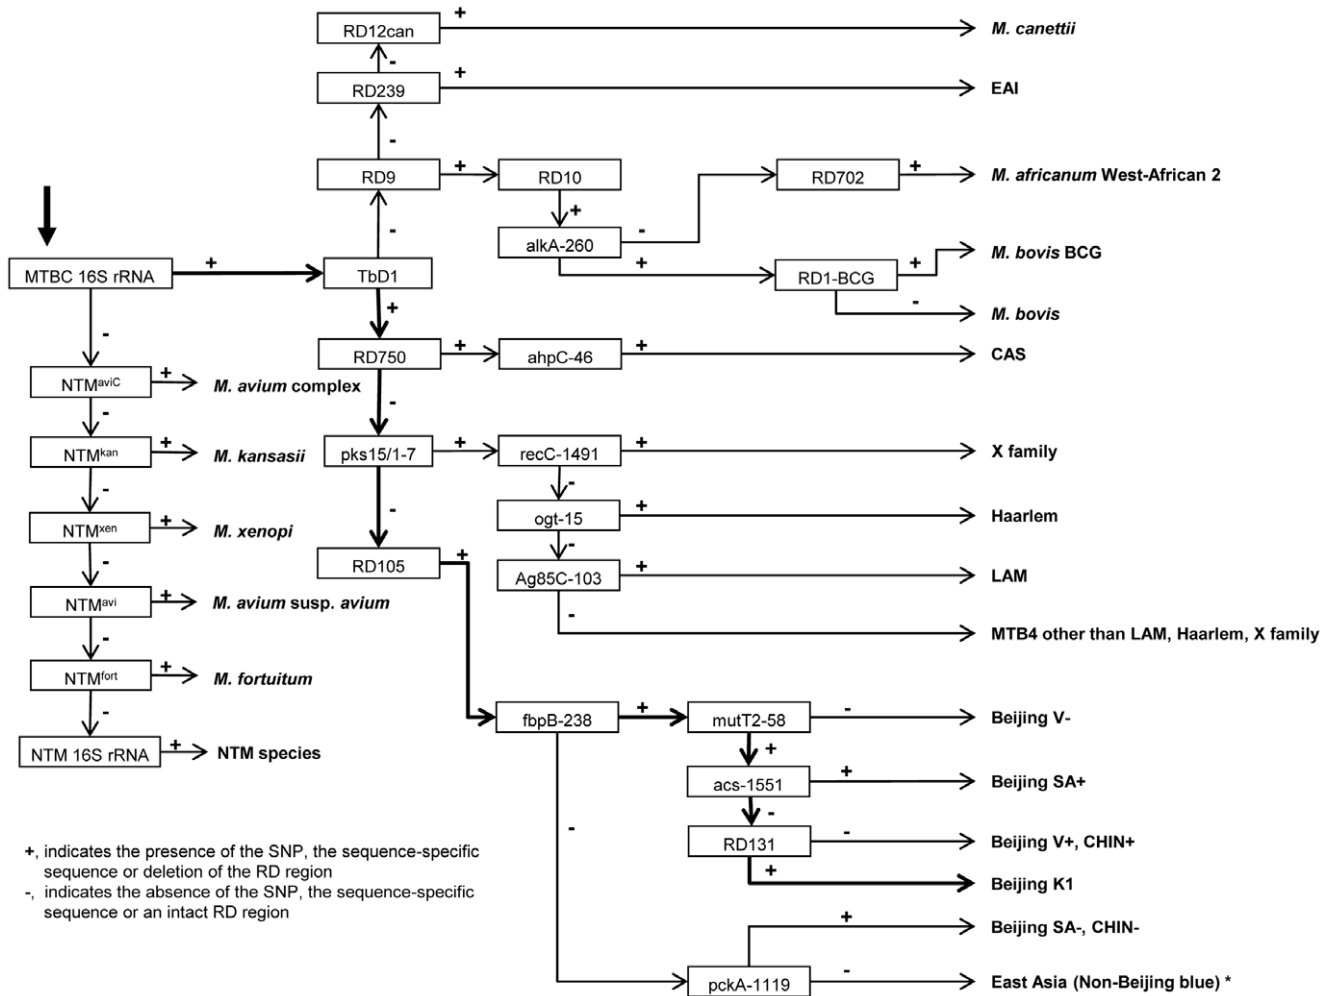 RD12can
+
M. canettii
-
RD239
+
EAI
-
RD9
+
RD10
RD702
+
M. africanum West-African 2
-
+
alkA-260
-
+
MTBC 16S rRNA
+
TbD1
RD1-BCG
+
M. bovis BCG
-
M. bovis
-
+
RD750
+
ahpC-46
+
CAS
NTMaviC
+
M. avium complex
-
-
NTMkan
+
M. kansasii
pks15/1-7
+
recC-1491
+
X family
-
-
-
NTMxen
+
M. xenopi
ogt-15
+
Haarlem
-
-
RD105
+
Ag85C-103
+
LAM
NTMavi
+
M. avium susp. avium
-
MTB4 other than LAM, Haarlem, X family
-
NTMfort
+
M. fortuitum
-
fbpB-238
+
mutT2-58
-
Beijing V-
NTM 16S rRNA
+
NTM species
+
acs-1551
+
Beijing SA+
-
-
RD131
-
Beijing V+, CHIN+
+
Beijing K1
+, indicates the presence of the SNP, the sequence-specific
sequence or deletion of the RD region
-, indicates the absence of the SNP, the sequence-specific
sequence or an intact RD region
+
Beijing SA-, CHIN-
pckA-1119
-
East Asia (Non-Beijing blue) *